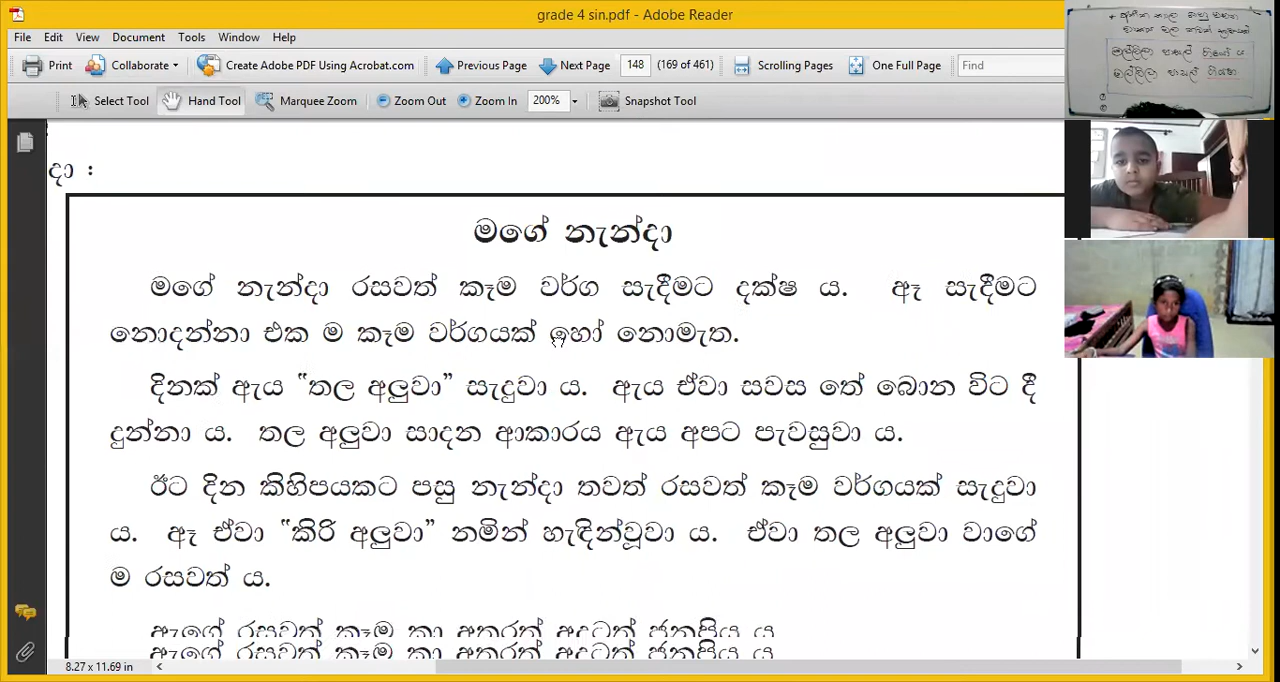 grade 4 sin.pdf - Adobe Reader
File Edit View Document Tools Window Help
Print Collaborate Create Adobe PDF Using Acrobat.com Previous Page Next Page 148 (169 of 461) Scrolling Pages One Full Page Find
Select Tool Hand Tool Marquee Zoom Zoom Out Zoom In 200% Snapshot Tool
දා :
මගේ නැන්දා
මගේ නැන්දා රසවත් කෑම වර්ග සැදීමට දක්ෂ ය. ඈ සැදීමට
නොදන්නා එක ම කෑම වර්ගයක් හෝ නොමැත.
දිනක් ඇය “තල අලුවා” සැදුවා ය. ඇය ඒවා සවස තේ බොන විට දී
දුන්නා ය. තල අලුවා සාදන ආකාරය ඇය අපට පැවසුවා ය.
ඊට දින කිහිපයකට පසු නැන්දා තවත් රසවත් කෑම වර්ගයක් සැදුවා
ය. ඈ ඒවා “කිරි අලුවා” නමින් හැඳින්වූවා ය. ඒවා තල අලුවා වාගේ
ම රසවත් ය.
ඇගේ රසවත් කෑම කා අතරත්
8.27 x 11.69 in